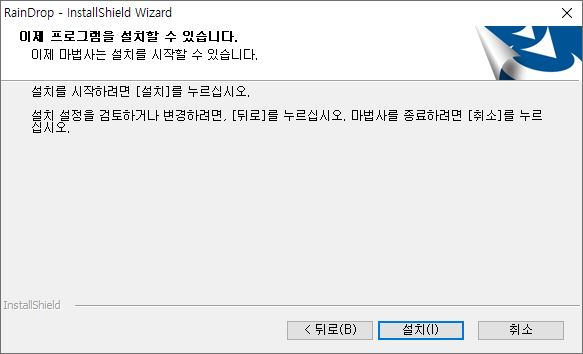 RainDrop - InstallShield Wizard
이제 프로그램을 설치할 수 있습니다.
이제 마법사는 설치를 시작할 수 있습니다.
설치를 시작하려면 [설치]를 누르십시오.
설치 설정을 검토하거나 변경하려면, [뒤로]를 누르십시오. 마법사를 종료하려면 [취소]를 누르
십시오.
InstallShield
< 뒤로(B)
설치(I)
취소